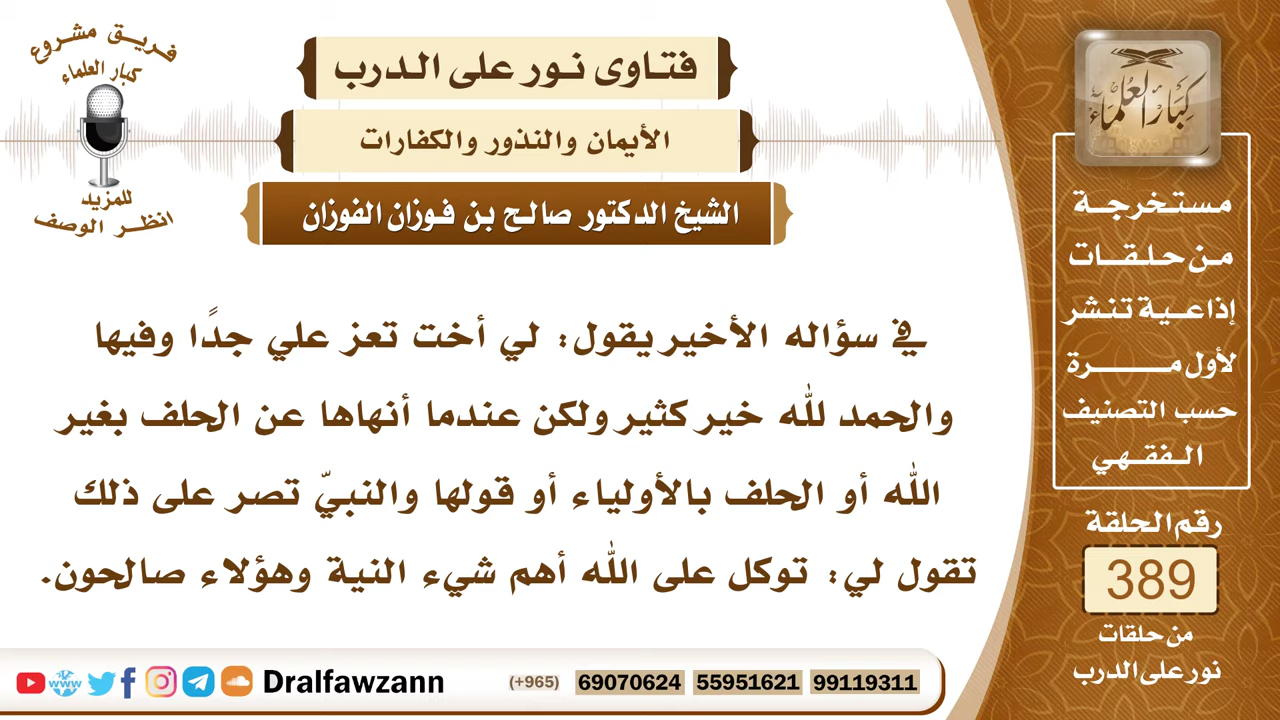 فريق مشروع
كبار العلماء
للمزيد
انظر الوصف
فتاوى نور على الدرب
الأيمان والنذور والكفارات
الشيخ الدكتور صالح بن فوزان الفوزان
في سؤاله الأخير يقول: لي أخت تعز علي جدًا وفيها
والحمد لله خير كثير ولكن عندما أنهاها عن الحلف بغير
الله أو الحلف بالأولياء أو قولها والنبيّ تصر على ذلك
تقول لي: توكل على الله أهم شيء النية وهؤلاء صالحون.
كبار العلماء
مستخرجة
من حلقات
إذاعية تنشر
لأول مرة
حسب التصنيف
الفقهي
رقم الحلقة
389
من حلقات
نور على الدرب
www Dralfawzann (+965) 69070624 55951621 99119311